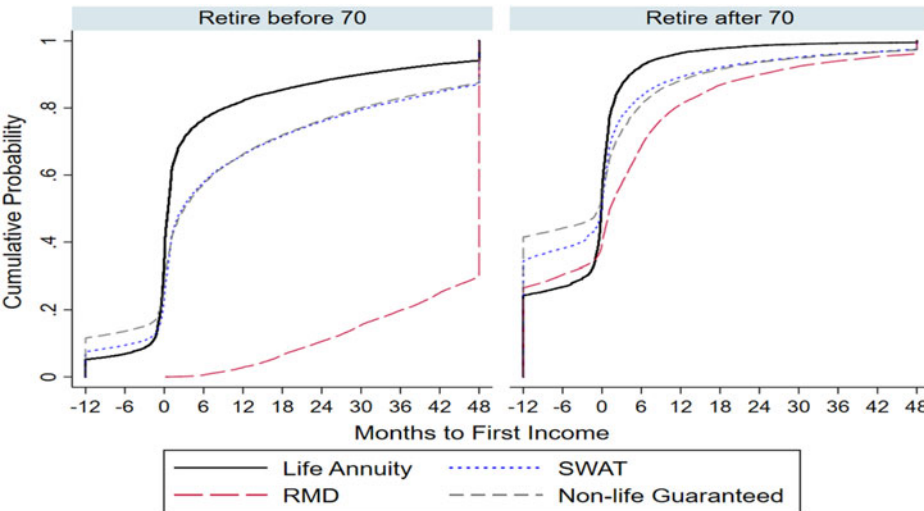 Retire before 70
Retire after 70
Cumulative Probability
1
.8
.6
.4
.2
0
-12 -6 0 6 12 18 24 30 36 42 48
-12 -6 0 6 12 18 24 30 36 42 48
Months to First Income
Life Annuity
SWAT
RMD
Non-life Guaranteed